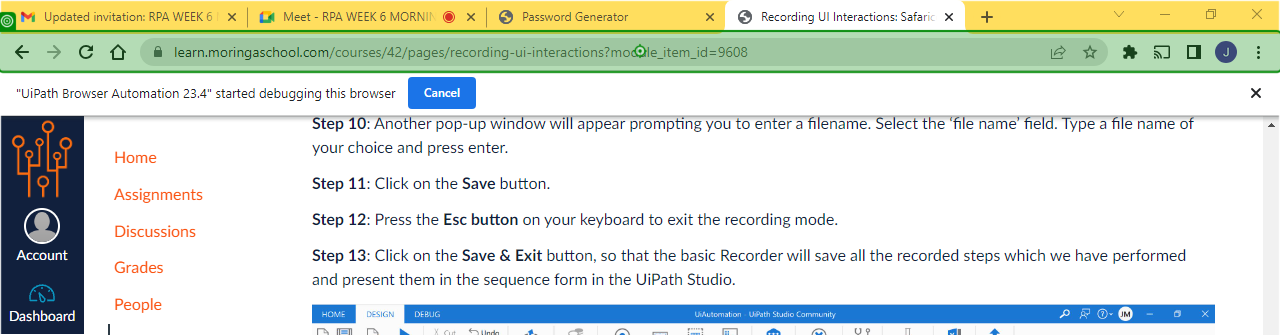 Updated invitation: RPA WEEK 6
Meet - RPA WEEK 6 MORNIN
Password Generator
Recording UI Interactions: Safaric
learn.moringaschool.com/courses/42/pages/recording-ui-interactions?module_item_id=9608
J
"UiPath Browser Automation 23.4" started debugging this browser
Cancel
Step 10: Another pop-up window will appear prompting you to enter a filename. Select the ‘file name’ field. Type a file name of
your choice and press enter.
Home
Step 11: Click on the Save button.
Assignments
Step 12: Press the Esc button on your keyboard to exit the recording mode.
Discussions
Account
Step 13: Click on the Save & Exit button, so that the basic Recorder will save all the recorded steps which we have performed
Grades
and present them in the sequence form in the UiPath Studio.
People
Dashboard
HOME DESIGN DEBUG UiAutomation - UiPath Studio Community JM
Cut Undo